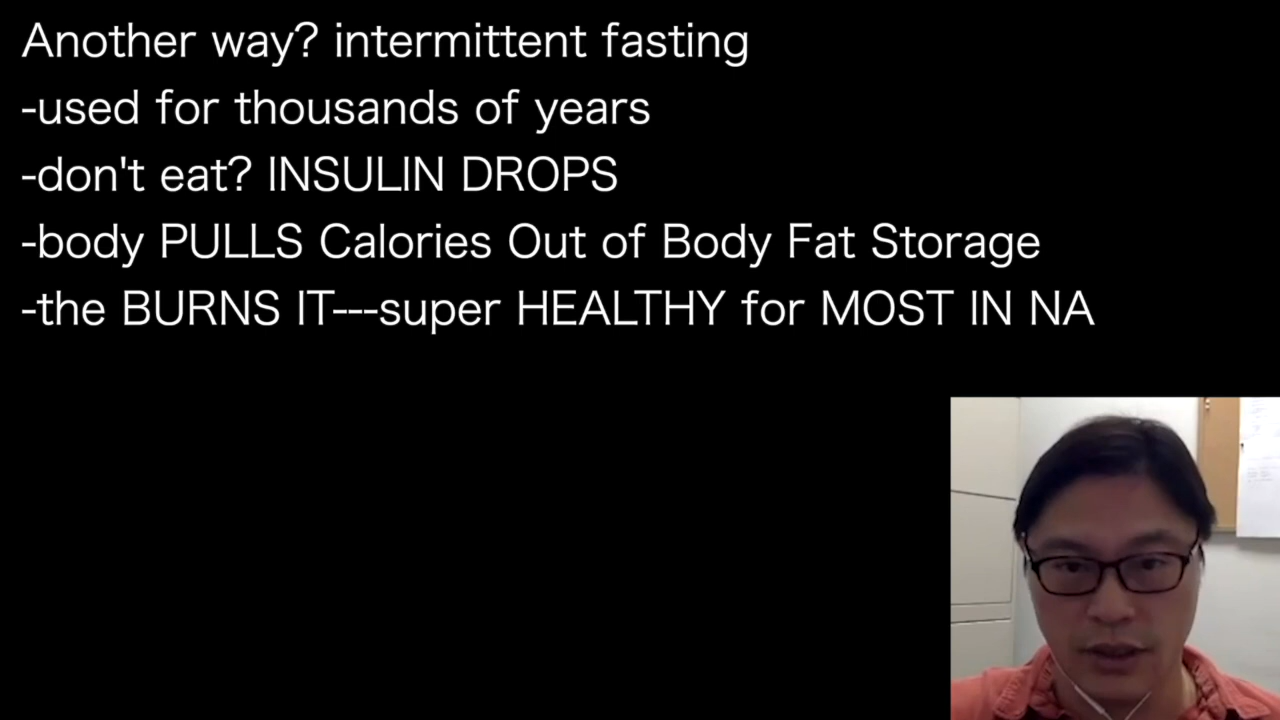 Another way? intermittent fasting
-used for thousands of years
-don't eat? INSULIN DROPS
-body PULLS Calories Out of Body Fat Storage
-the BURNS IT---super HEALTHY for MOST IN NA